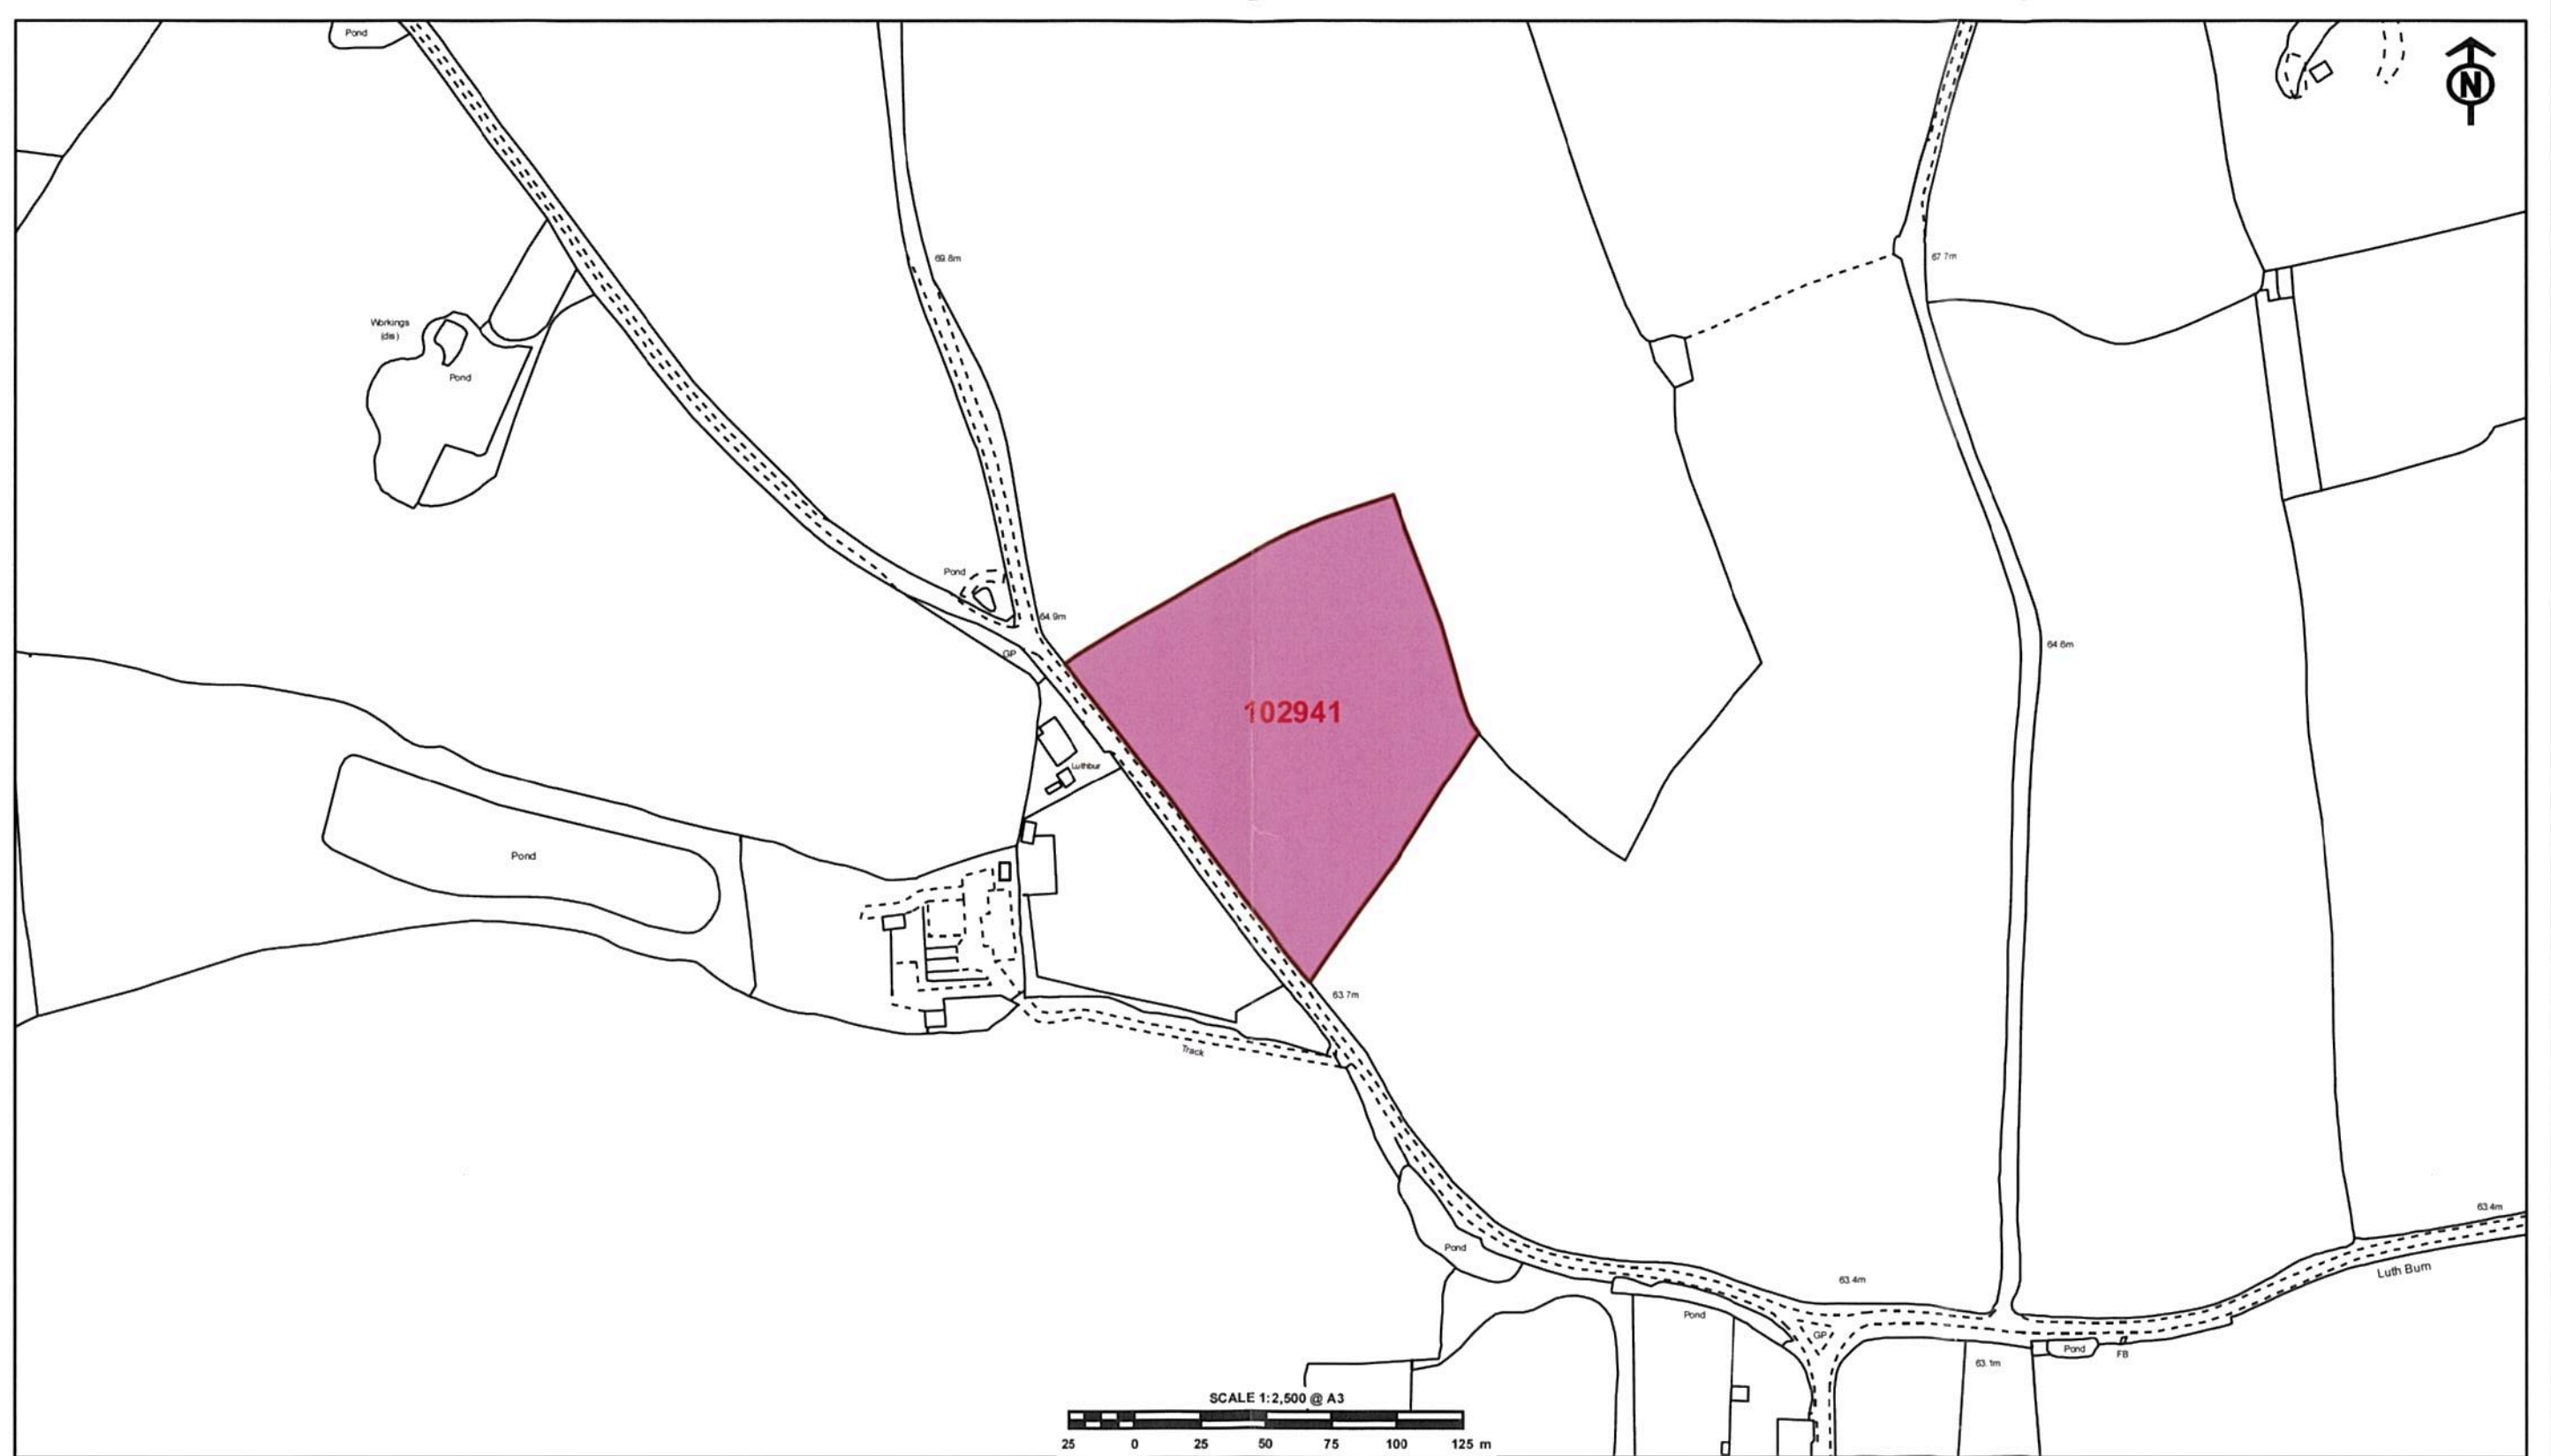 Pond
N
69.8m
67.7m
Workings
(dis)
Pond
Pond
64.9m
64.6m
GP
102941
Luthbur
Pond
63.7m
Track
63.4m
Pond
Luth Burn
63.4m
Pond
GP
Pond
FB
63.1m
SCALE 1:2,500 @ A3
25 0 25 50 75 100 125 m